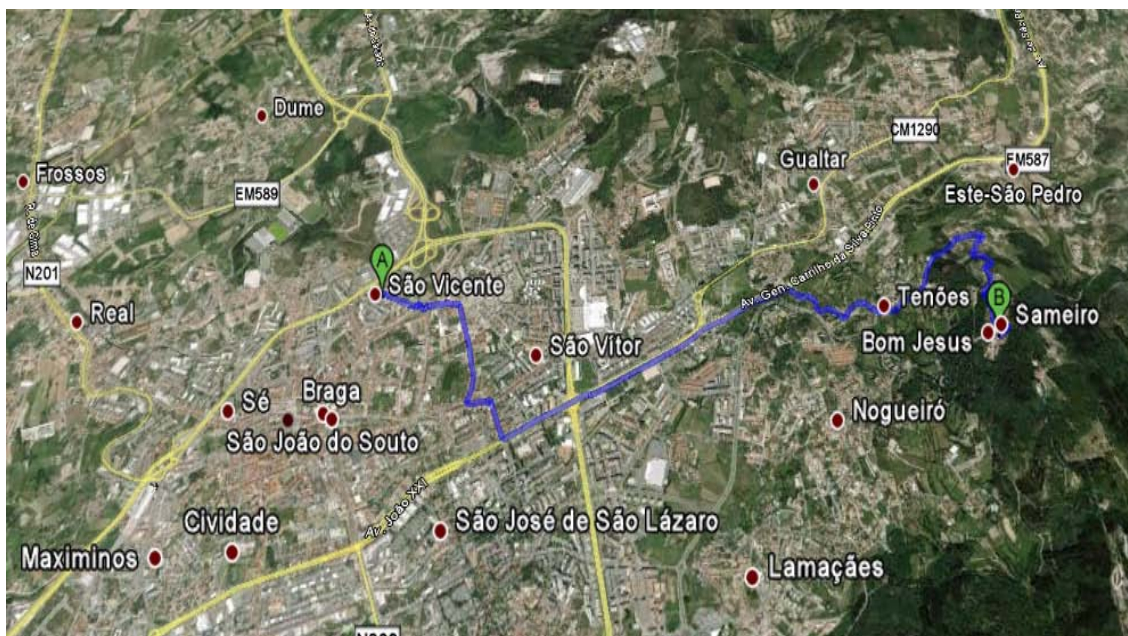 Dume
CM1290
Frossos
EM589
Gualtar
EM587
Este-São Pedro
Av. Gen. Carrilho da Silva Pinto
N201
A
São Vicente
B
Tenões
Sameiro
Real
Bom Jesus
São Vítor
Sé
Braga
Nogueiró
São João do Souto
Av. João XXI
Cividade
São José de São Lázaro
Maximinos
Lamaçães